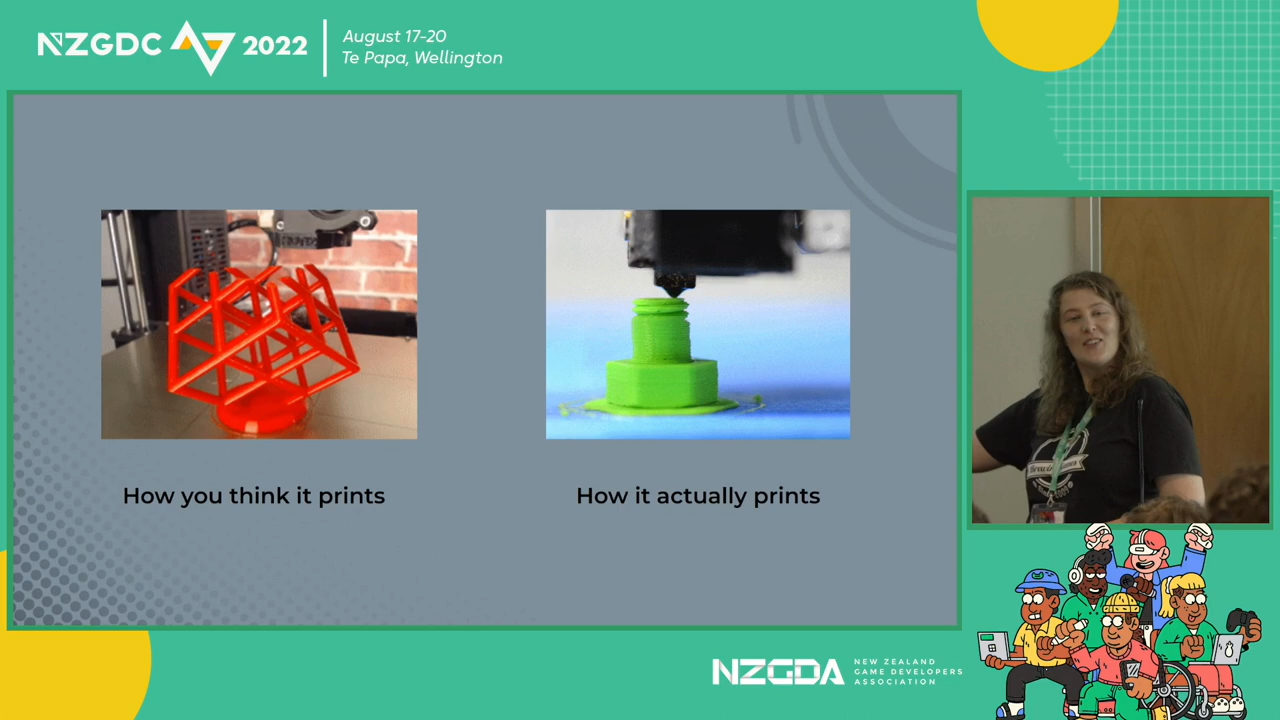 NZGDC 2022
August 17-20
Te Papa, Wellington
How you think it prints
How it actually prints
NZGDA
NEW ZEALAND
GAME DEVELOPERS
ASSOCIATION